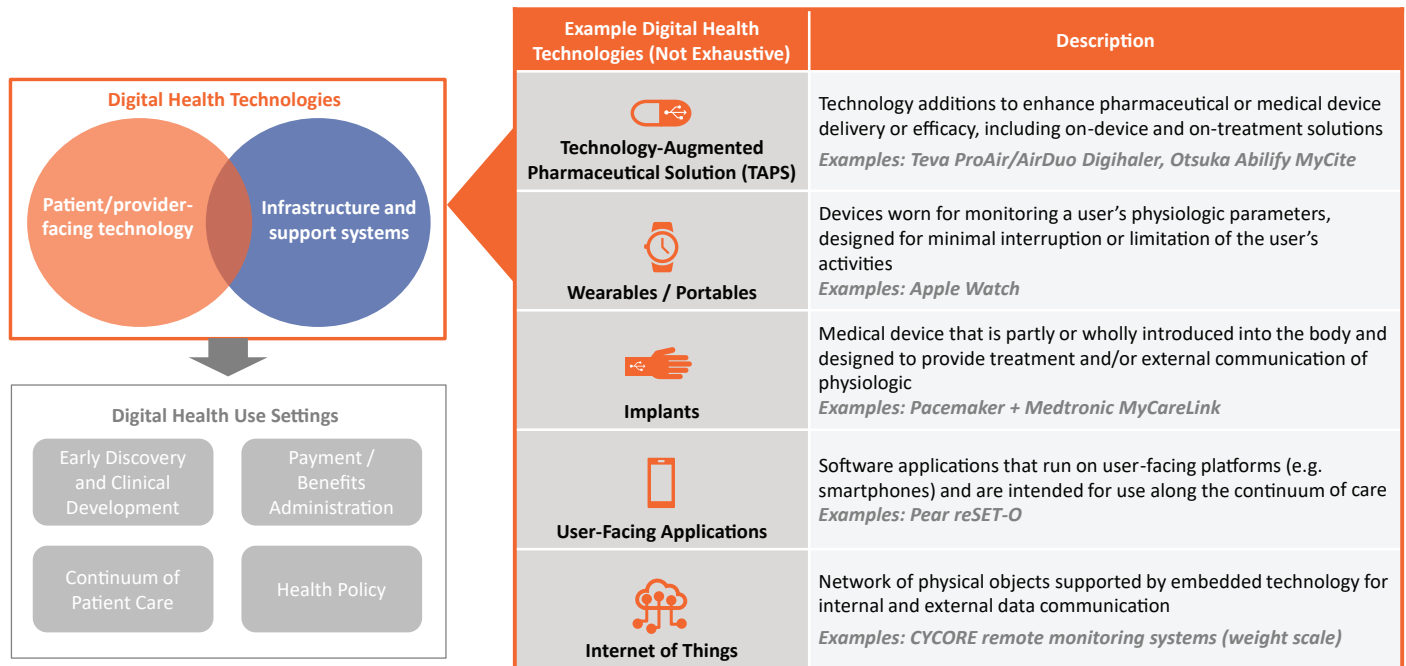 Digital Health Technologies
Patient/provider-
facing technology
Infrastructure and
support systems
Digital Health Use Settings
Early Discovery
and Clinical
Development
Payment /
Benefits
Administration
Continuum of
Patient Care
Health Policy
Example Digital Health
Technologies (Not Exhaustive)
Description
Technology-Augmented
Pharmaceutical Solution (TAPS)
Technology additions to enhance pharmaceutical or medical device
delivery or efficacy, including on-device and on-treatment solutions
Examples: Teva ProAir/AirDuo Digihaler, Otsuka Abilify MyCite
Wearables / Portables
Devices worn for monitoring a user's physiologic parameters,
designed for minimal interruption or limitation of the user's
activities
Examples: Apple Watch
Implants
Medical device that is partly or wholly introduced into the body and
designed to provide treatment and/or external communication of
physiologic
Examples: Pacemaker + Medtronic MyCareLink
User-Facing Applications
Software applications that run on user-facing platforms (e.g.
smartphones) and are intended for use along the continuum of care
Examples: Pear reSET-O
Internet of Things
Network of physical objects supported by embedded technology for
internal and external data communication
Examples: CYCORE remote monitoring systems (weight scale)